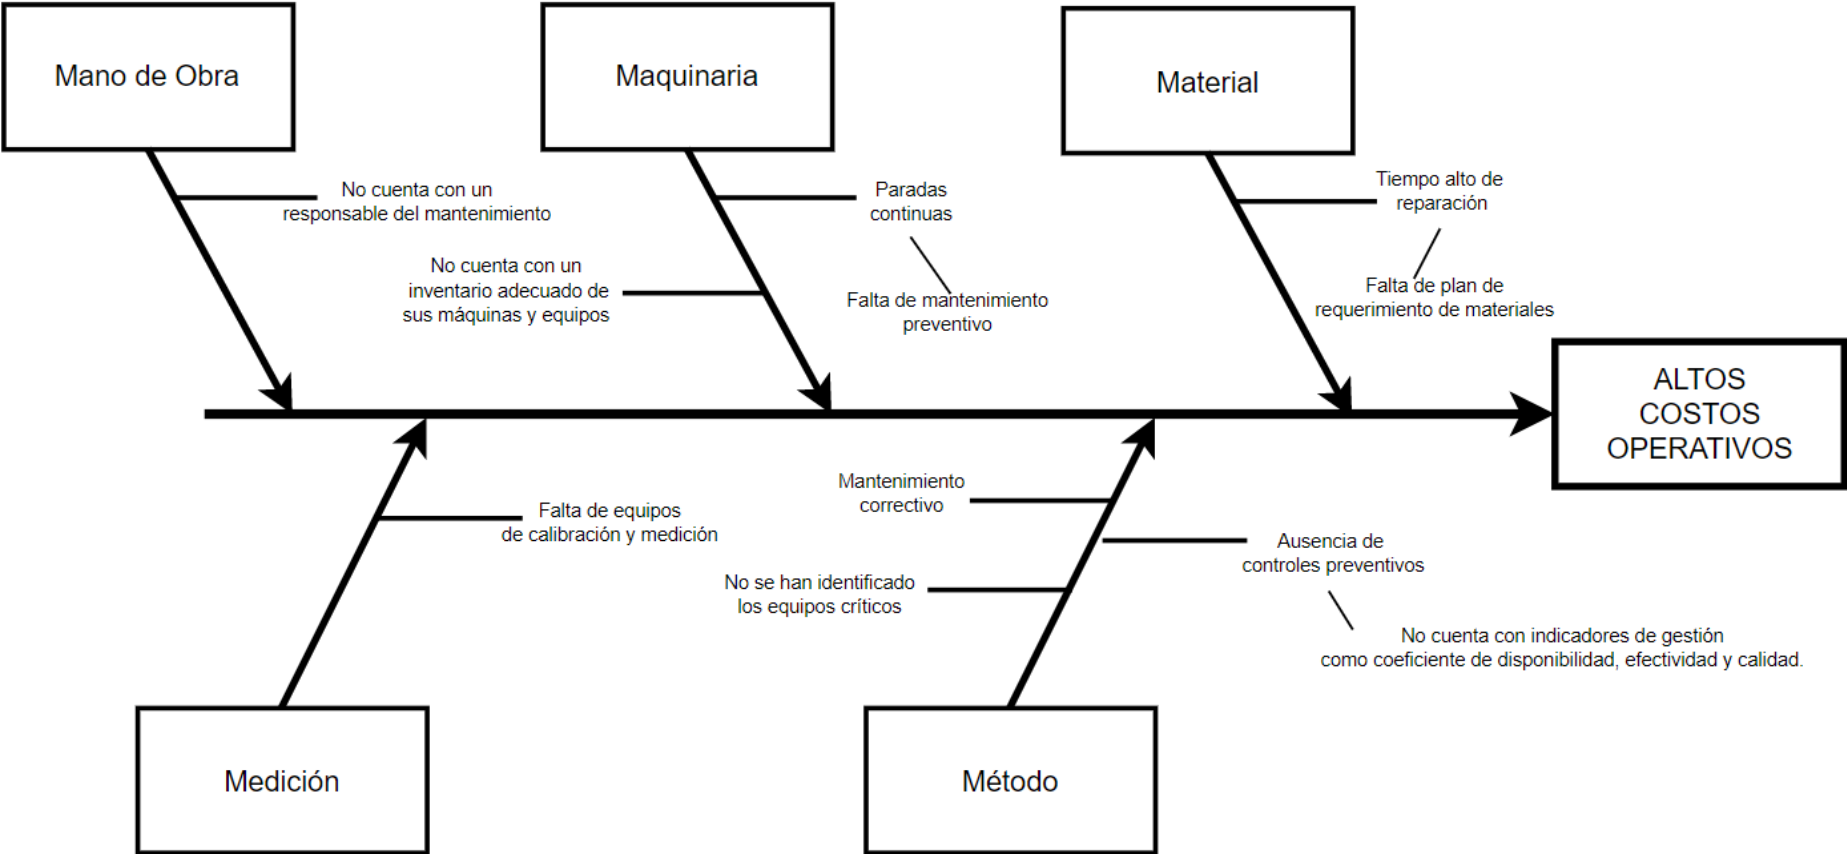 Mano de Obra
Maquinaria
Material
No cuenta con un
responsable del mantenimiento
No cuenta con un
inventario adecuado de
sus máquinas y equipos
Paradas
continuas
Falta de mantenimiento
preventivo
Tiempo alto de
reparación
Falta de plan de
requerimiento de materiales
ALTOS
COSTOS
OPERATIVOS
Falta de equipos
de calibración y medición
Mantenimiento
correctivo
No se han identificado
los equipos críticos
Ausencia de
controles preventivos
No cuenta con indicadores de gestión
como coeficiente de disponibilidad, efectividad y calidad.
Medición
Método